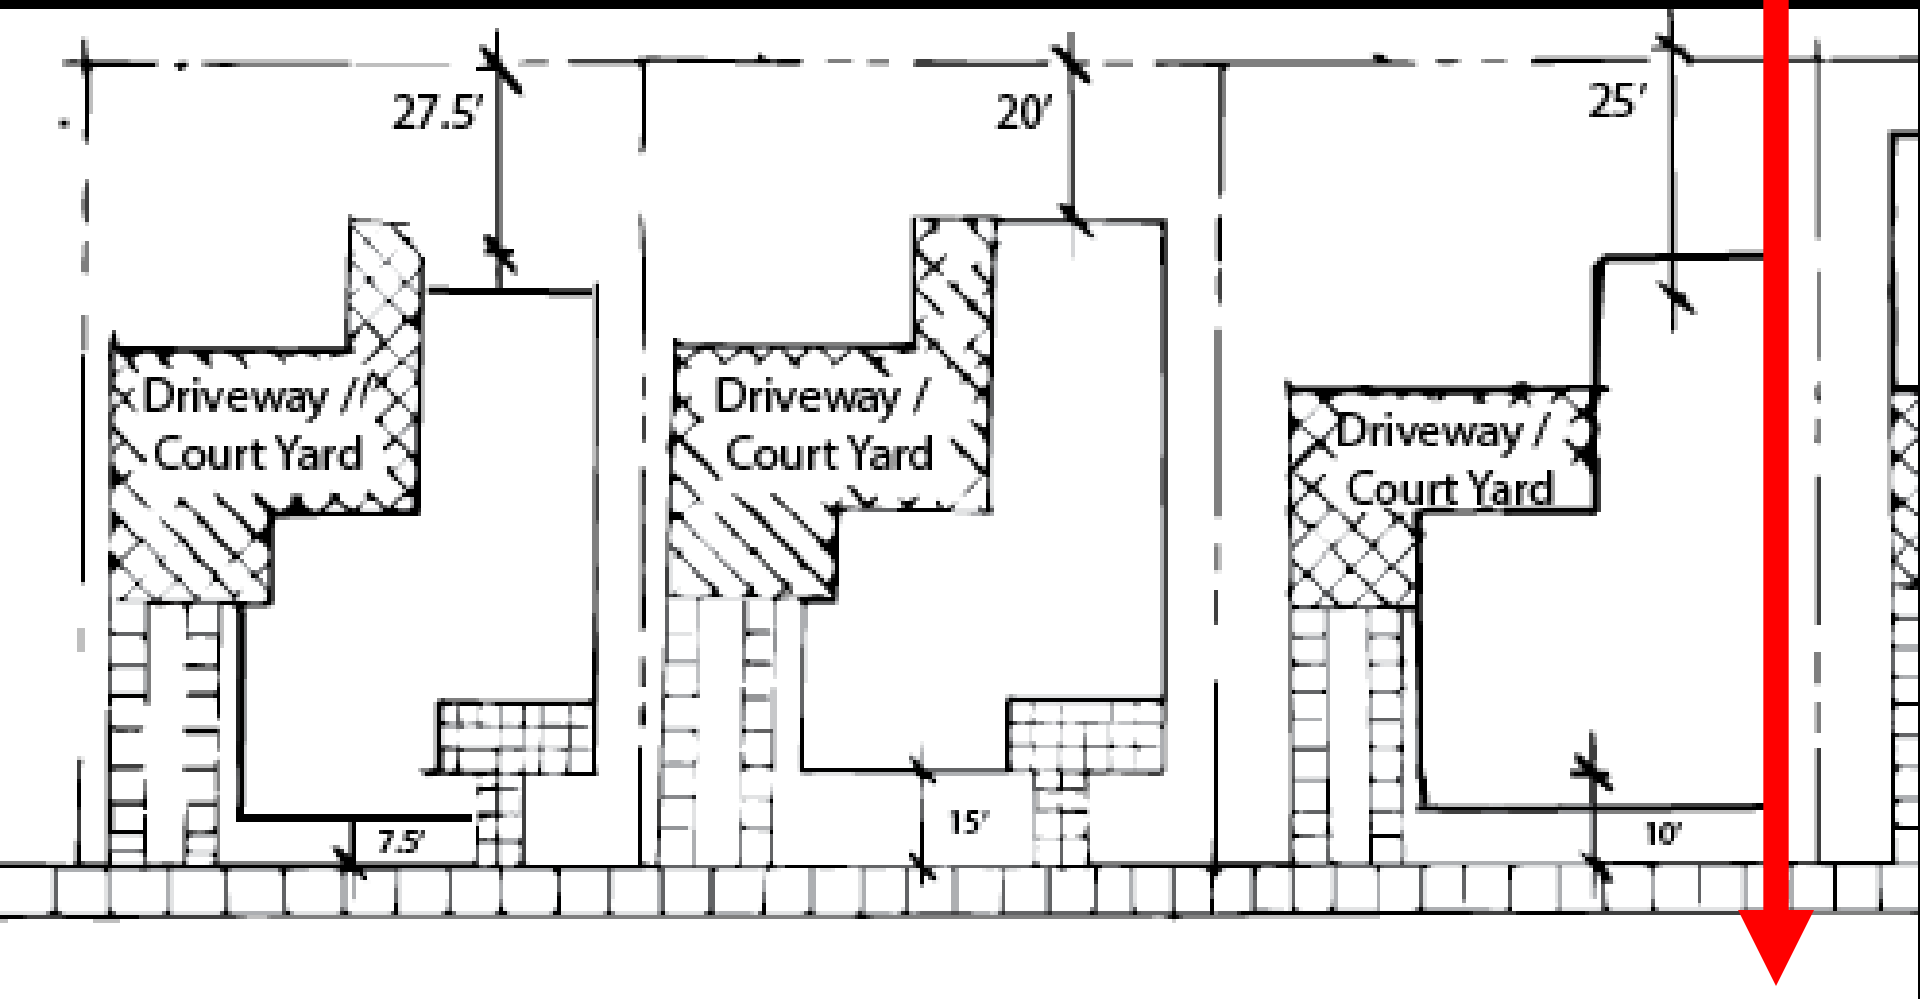 27.5'
20'
25'
Driveway //
Court Yard
Driveway /
Court Yard
Driveway /
Court Yard
7.5'
15'
10'